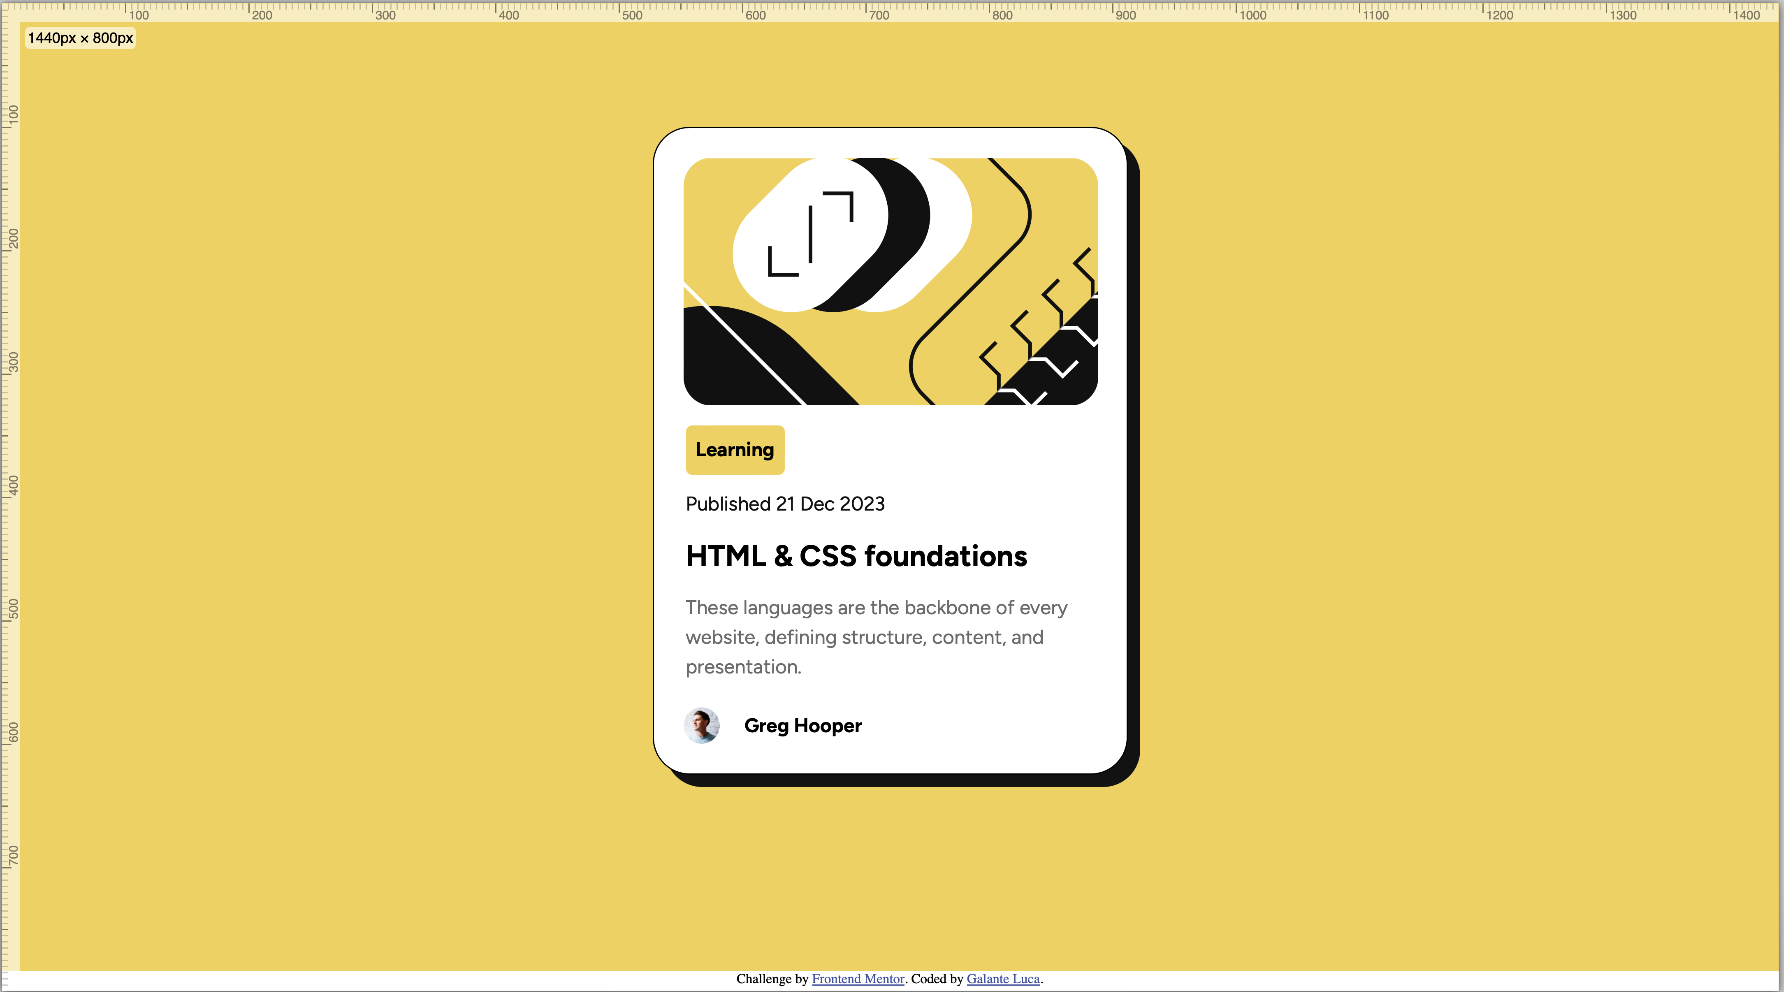 100 200 300 400 500 600 700 800 900 1000 1100 1200 1300 1400
1440px × 800px
100
200
300
400
500
600
700
Learning
Published 21 Dec 2023
HTML & CSS foundations
These languages are the backbone of every
website, defining structure, content, and
presentation.
Greg Hooper
Challenge by Frontend Mentor. Coded by Galante Luca.